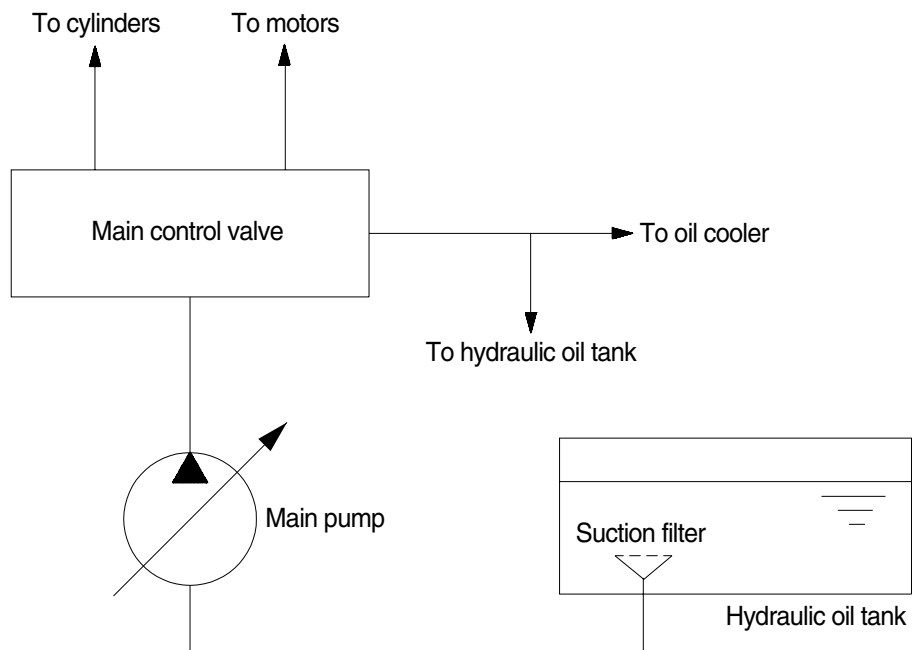 To cylinders
To motors
Main control valve
To oil cooler
To hydraulic oil tank
Main pump
Suction filter
Hydraulic oil tank